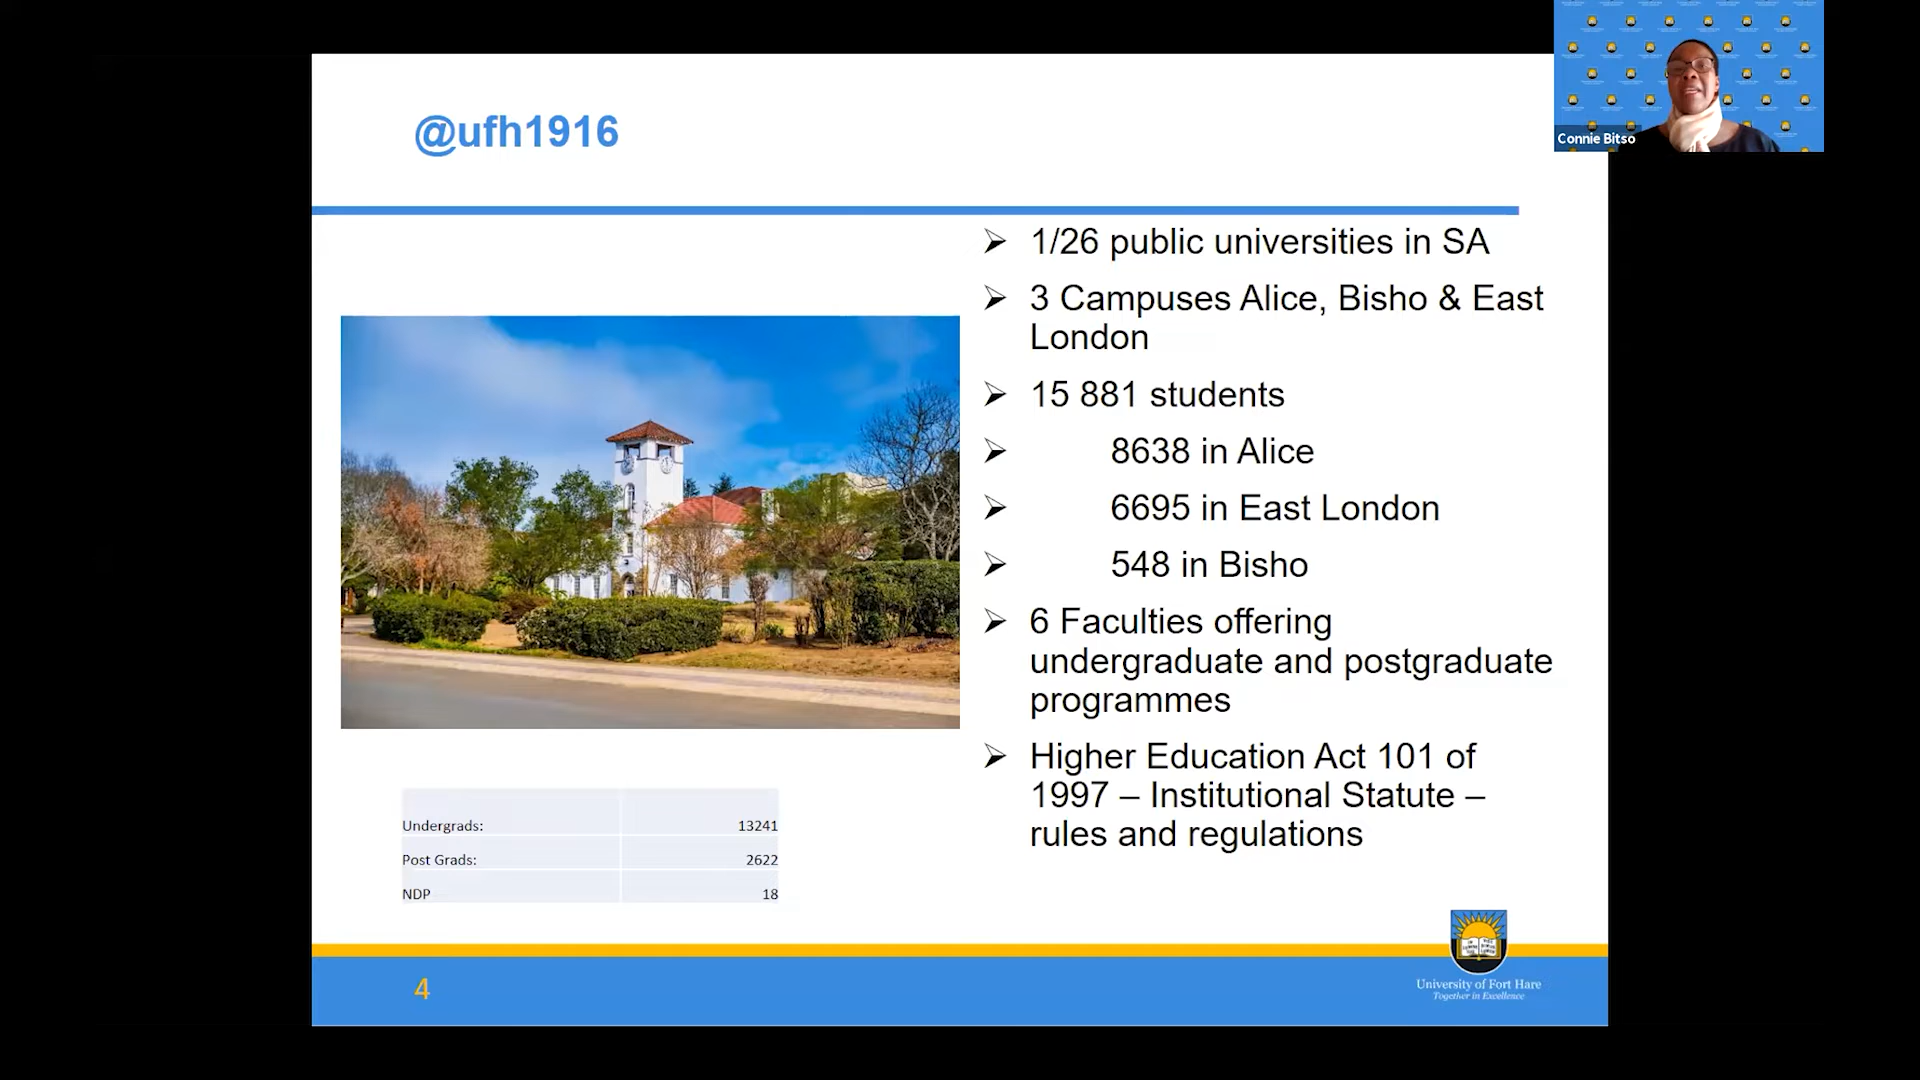 @ufh1916
Connie Bitso
➢ 1/26 public universities in SA
➢ 3 Campuses Alice, Bisho & East
London
➢ 15 881 students
➢ 8638 in Alice
➢ 6695 in East London
➢ 548 in Bisho
➢ 6 Faculties offering
undergraduate and postgraduate
programmes
➢ Higher Education Act 101 of
1997 – Institutional Statute –
rules and regulations
Undergrads: 13241
Post Grads: 2622
NDP 18
4
University of Fort Hare
Together in Excellence